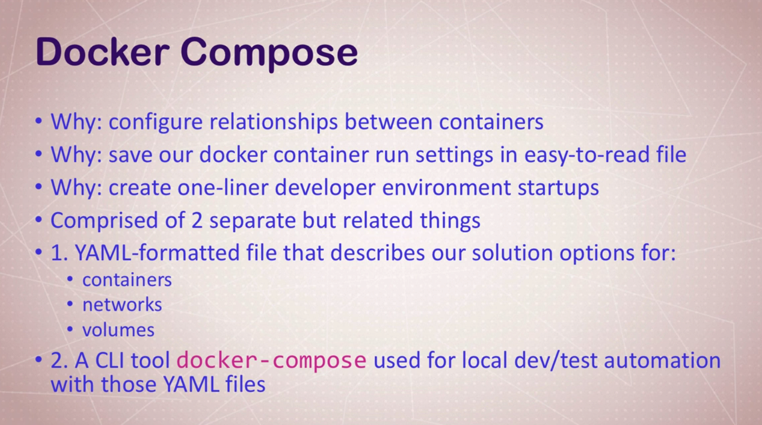 Docker Compose
• Why: configure relationships between containers
• Why: save our docker container run settings in easy-to-read file
• Why: create one-liner developer environment startups
• Comprised of 2 separate but related things
• 1. YAML-formatted file that describes our solution options for:
• containers
• networks
• volumes
• 2. A CLI tool docker-compose used for local dev/test automation
with those YAML files